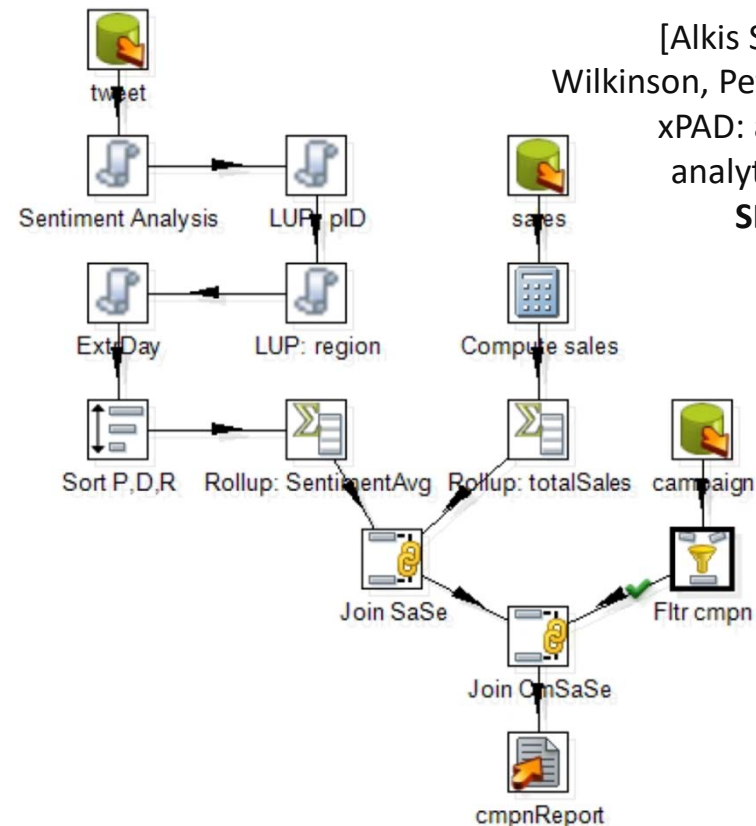 [Alkis S
Wilkinson, Pe
xPAD: a
analyt
SI
tweet
Sentiment Analysis
LUP: pID
sales
ExtrDay
LUP: region
Compute sales
Sort P,D,R
Rollup: SentimentAvg
Rollup: totalSales
campaign
Join SaSe
Fltr cmpn
Join CmSaSe
cmpnReport